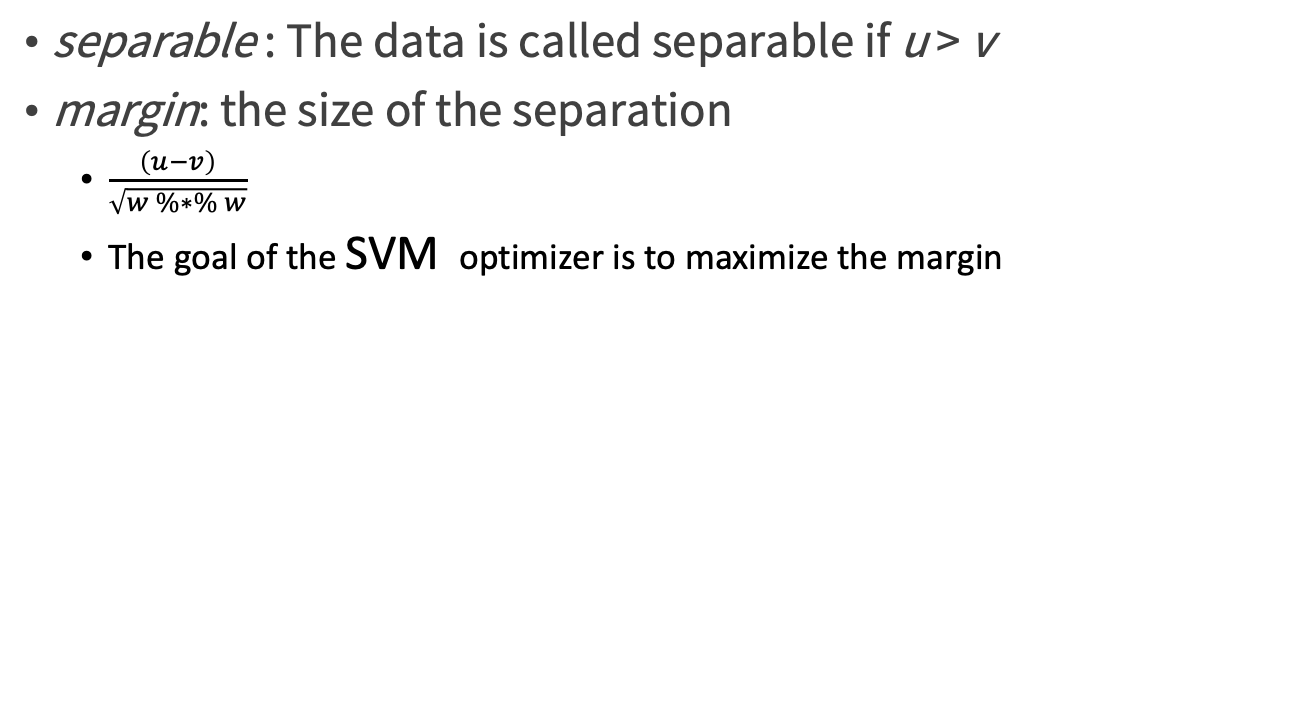 • separable : The data is called separable if u > v
• margin: the size of the separation
• (u−v) / √(w %∗% w)
• The goal of the SVM optimizer is to maximize the margin